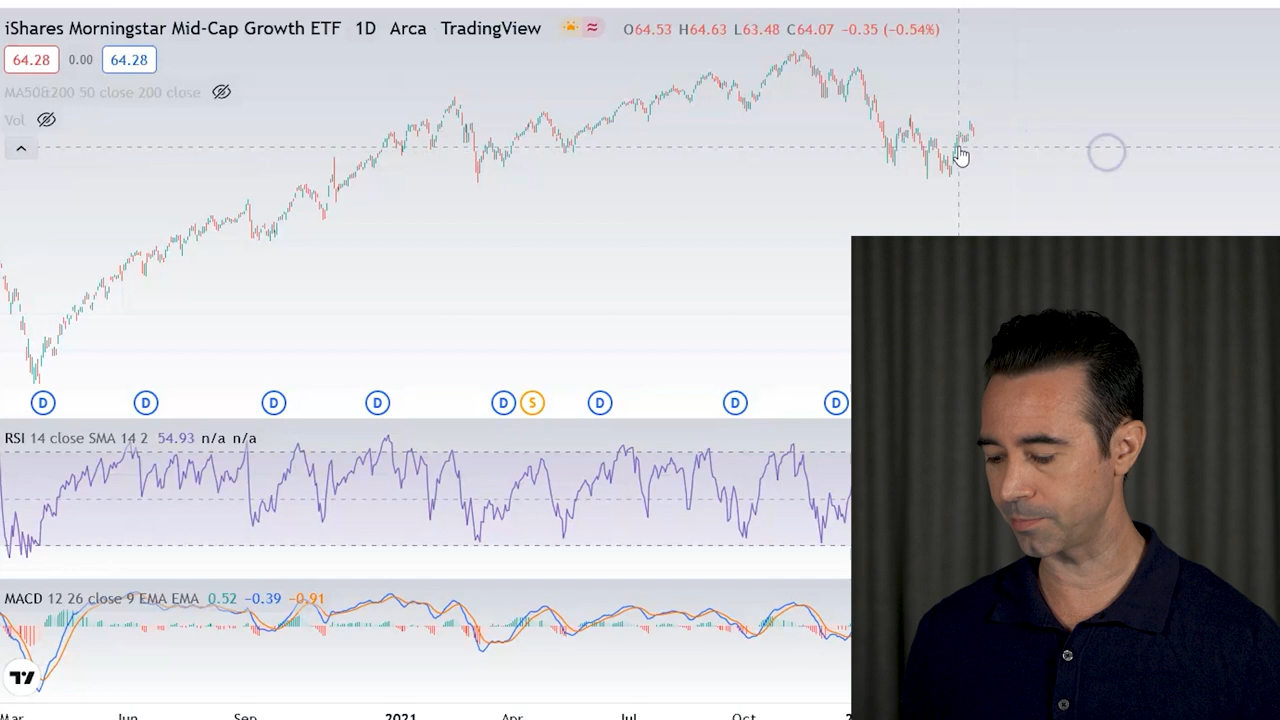 iShares Morningstar Mid-Cap Growth ETF 1D Arca TradingView O64.53 H64.63 L63.48 C64.07 −0.35 (−0.54%)
64.28 0.00 64.28
MA50&200 50 close 200 close
Vol
D D D D D S D D D
RSI 14 close SMA 14 2 54.93 n/a n/a
MACD 12 26 close 9 EMA EMA 0.52 −0.39 −0.91
Mar Jun Sep 2021 Apr Jul Oct